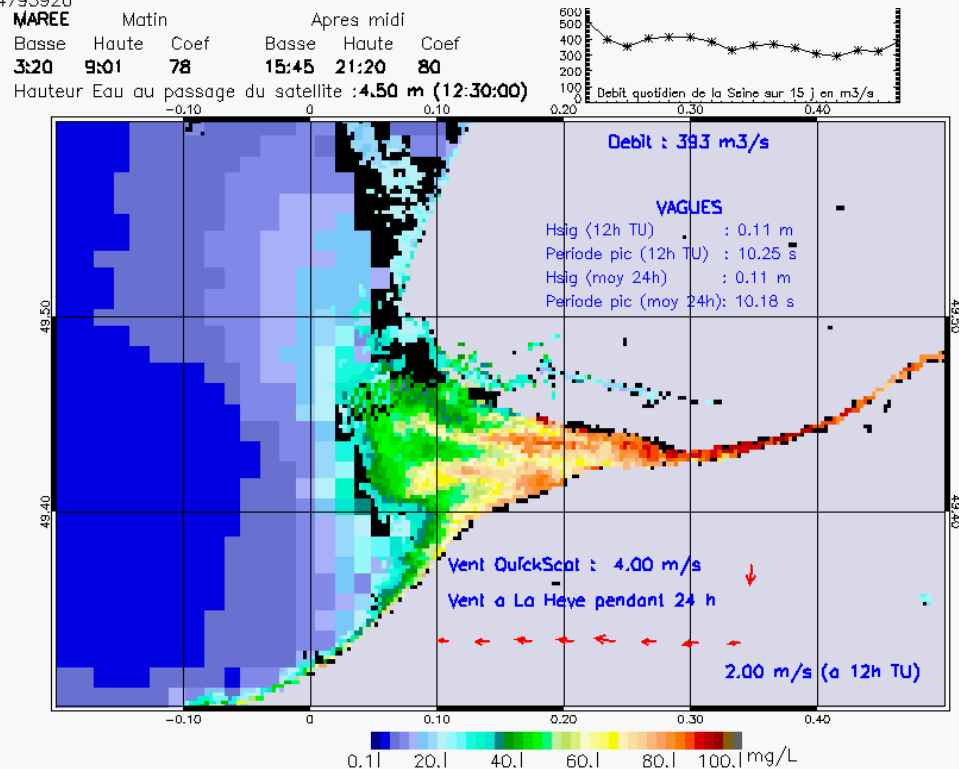 MAREE Matin Apres midi
Basse Haute Coef Basse Haute Coef
3:20 9:01 78 15:45 21:20 80
Hauteur Eau au passage du satellite :4.50 m (12:30:00)
600
500
400
300
200
100
0
Debit quotidien de la Seine sur 15 j en m3/s
-0.10 0 0.10 0.20 0.30 0.40
Debit : 393 m3/s
VAGUES
Hsig (12h TU) : 0.11 m
Periode pic (12h TU) : 10.25 s
Hsig (moy 24h) : 0.11 m
Periode pic (moy 24h): 10.18 s
49.50 49.50
49.40 49.40
Vent QuickScat : 4.00 m/s
Vent a La Heve pendant 24 h
2.00 m/s (a 12h TU)
-0.10 0 0.10 0.20 0.30 0.40
0.1 20. 40. 60. 80. 100. mg/L